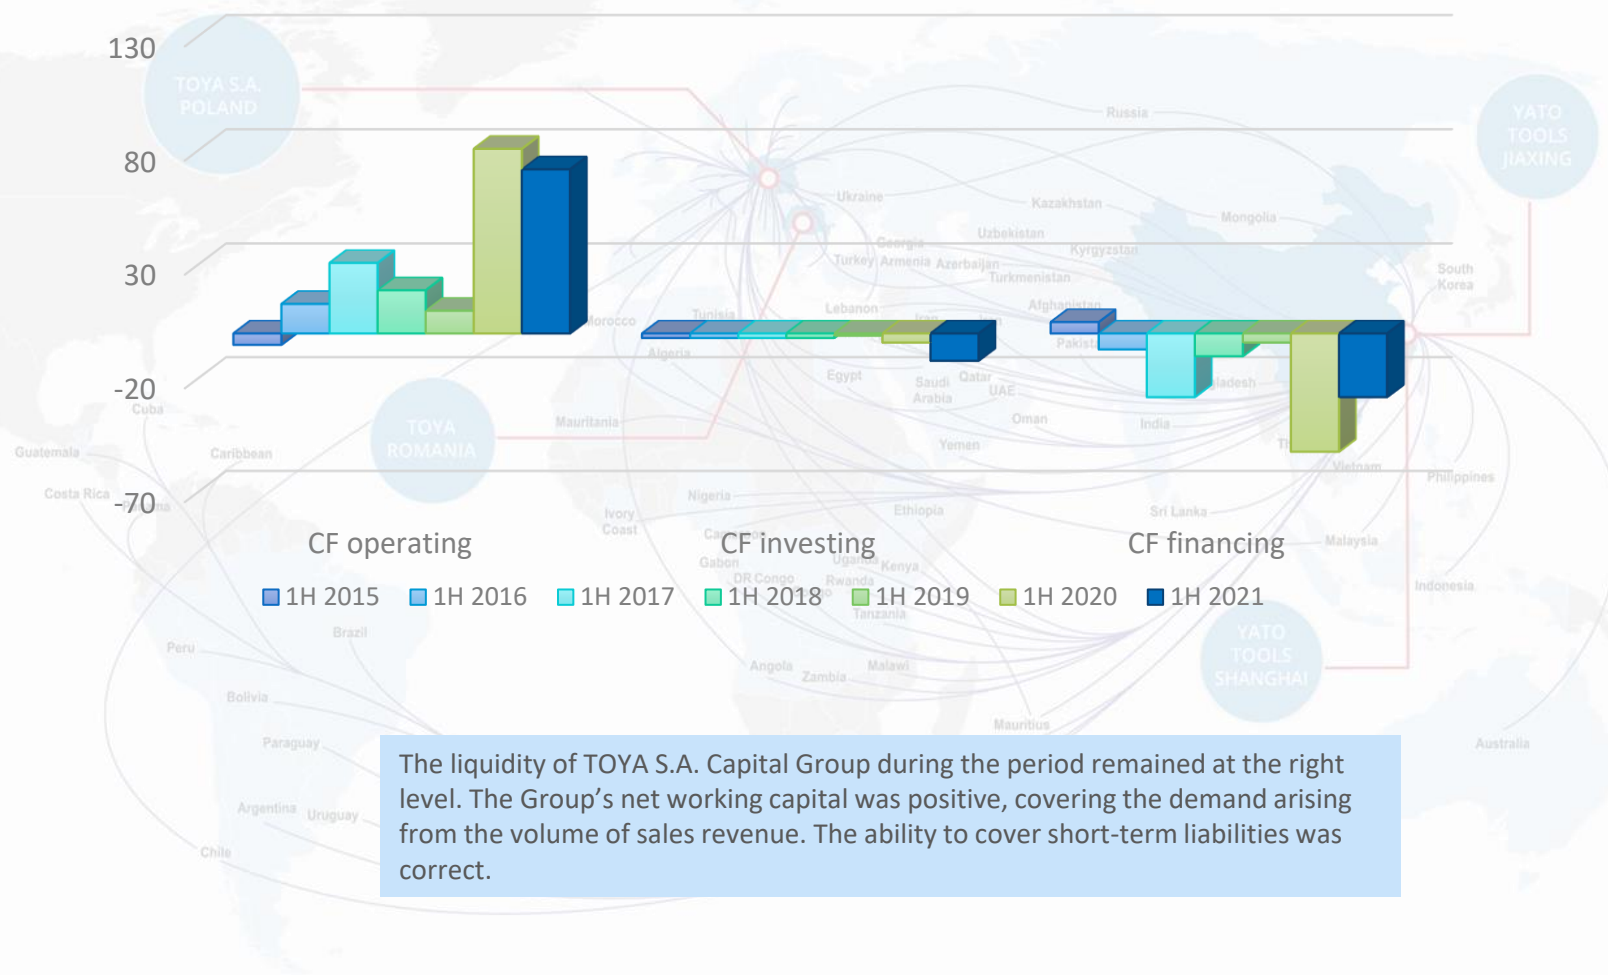 130
TOYA S.A.
POLAND
YATO
TOOLS
JIAXING
Russia
80
Ukraine
Kazakhstan
Mongolia
Georgia
Uzbekistan
Kyrgyzstan
Turkey Armenia Azerbaijan
Turkmenistan
South
Korea
30
Morocco
Tunisia
Lebanon
Iran
Afghanistan
Algeria
Egypt
Saudi
Arabia
Qatar
UAE
-20
Cuba
Mauritania
Oman
India
TOYA
ROMANIA
Yemen
Vietnam
Guatemala
Caribbean
Philippines
Costa Rica
-70
Nigeria
Ivory
Coast
Ethiopia
Sri Lanka
CF operating
CF investing
CF financing
Malaysia
Gabon
Uganda
Kenya
DR Congo
Rwanda
Indonesia
1H 2015
1H 2016
1H 2017
1H 2018
1H 2019
1H 2020
1H 2021
Tanzania
Brazil
Peru
YATO
TOOLS
SHANGHAI
Angola
Zambia
Malawi
Bolivia
Mauritius
Paraguay
Australia
The liquidity of TOYA S.A. Capital Group during the period remained at the right
level. The Group’s net working capital was positive, covering the demand arising
from the volume of sales revenue. The ability to cover short-term liabilities was
correct.
Argentina
Uruguay
Chile